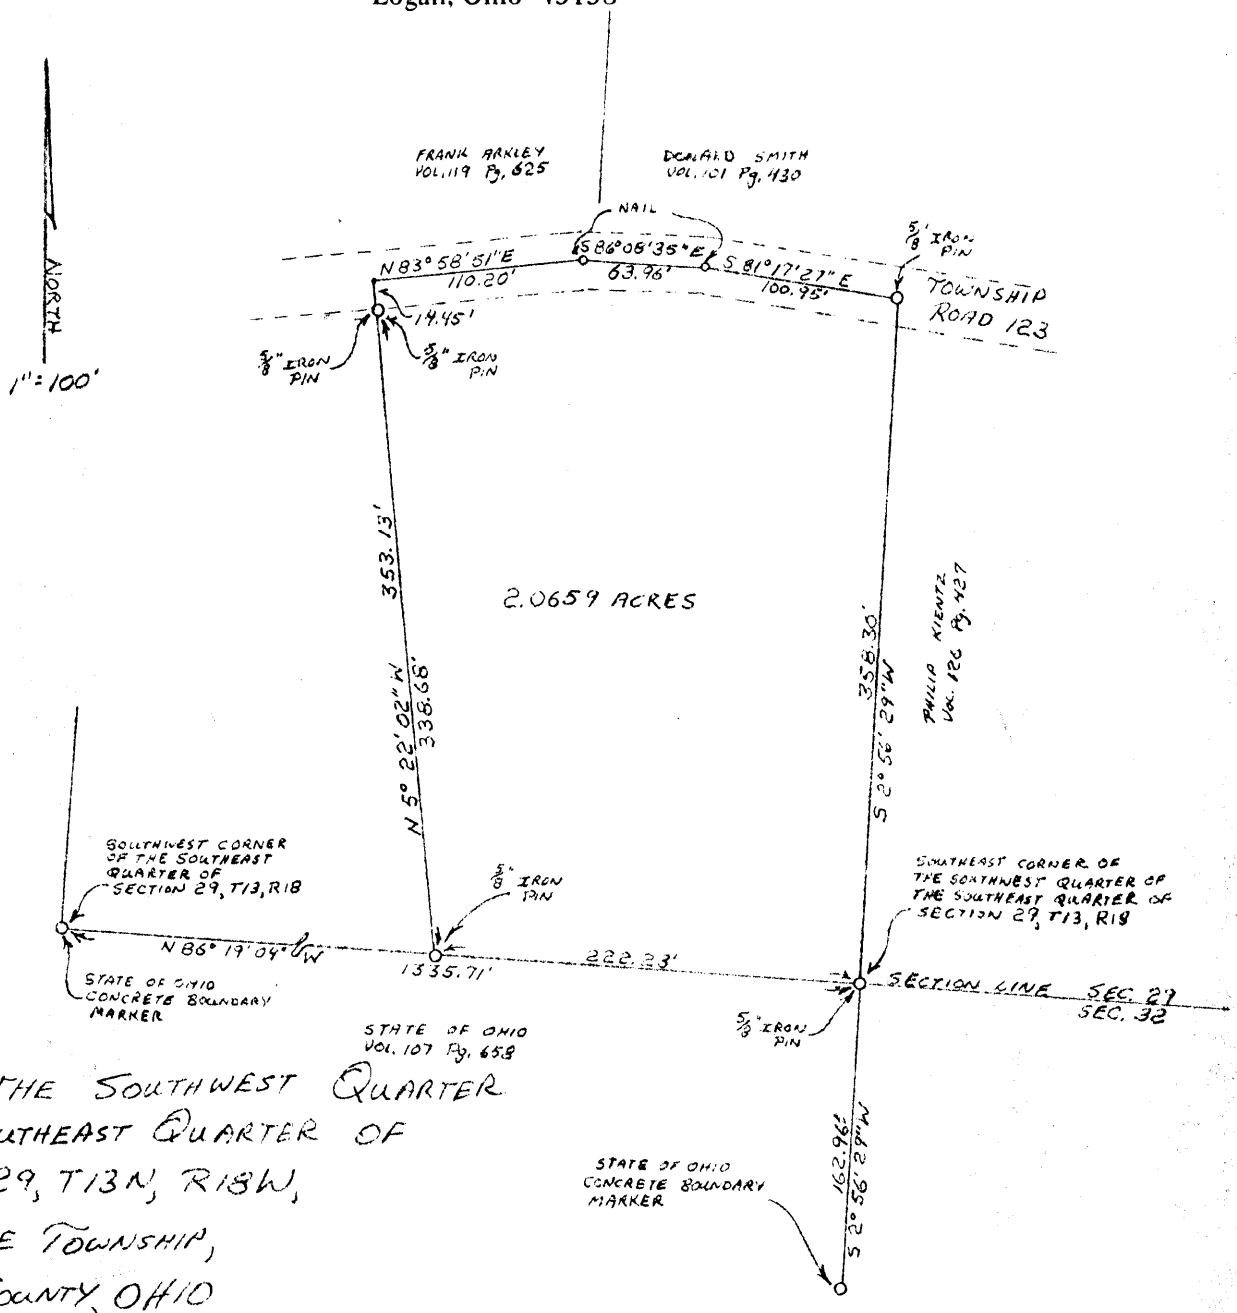 FRANK ARKLEY
VOL. 119 Pg. 625
DONALD SMITH
VOL. 101 Pg. 430
NAIL
5/8" IRON
PIN
N 83° 58' 51" E
110.20'
S 86° 08' 35" E
63.96'
S 81° 17' 27" E
100.95'
TOWNSHIP
ROAD 123
14.45'
5/8" IRON
PIN
5/8" IRON
PIN
NORTH
1" = 100'
353.13'
N 5° 22' 02" W
338.68'
2.0659 ACRES
358.30'
S 2° 56' 29" W
PHILIP KIENTZ
VOL. 126 Pg. 427
SOUTHWEST CORNER
OF THE SOUTHEAST
QUARTER OF
SECTION 29, T13, R18
5/8" IRON
PIN
SOUTHEAST CORNER OF
THE SOUTHWEST QUARTER OF
THE SOUTHEAST QUARTER OF
SECTION 29, T13, R18
N 86° 19' 04" W
1335.71'
222.23'
SECTION LINE SEC. 29
SEC. 32
STATE OF OHIO
CONCRETE BOUNDARY
MARKER
5/8" IRON
PIN
STATE OF OHIO
VOL. 107 Pg. 658
THE SOUTHWEST QUARTER
UTHEAST QUARTER OF
29, T13N, R18W,
E TOWNSHIP,
OUNTY, OHIO
STATE OF OHIO
CONCRETE BOUNDARY
MARKER
162.96'
S 2° 56' 29" W